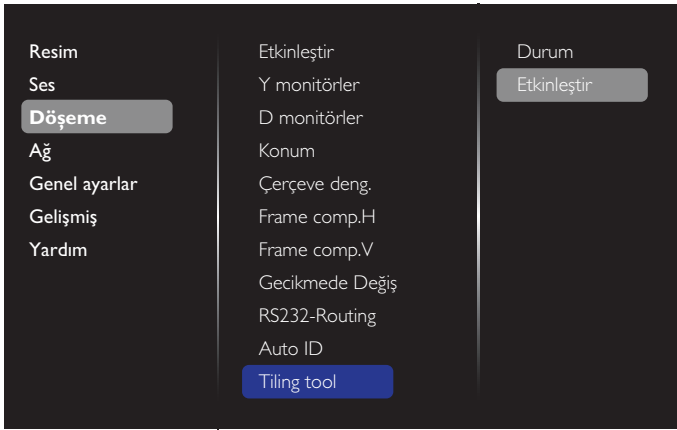 Resim
Ses
Döşeme
Ağ
Genel ayarlar
Gelişmiş
Yardım
Etkinleştir
Y monitörler
D monitörler
Konum
Çerçeve deng.
Frame comp.H
Frame comp.V
Gecikmede Değiş
RS232-Routing
Auto ID
Tiling tool
Durum
Etkinleştir